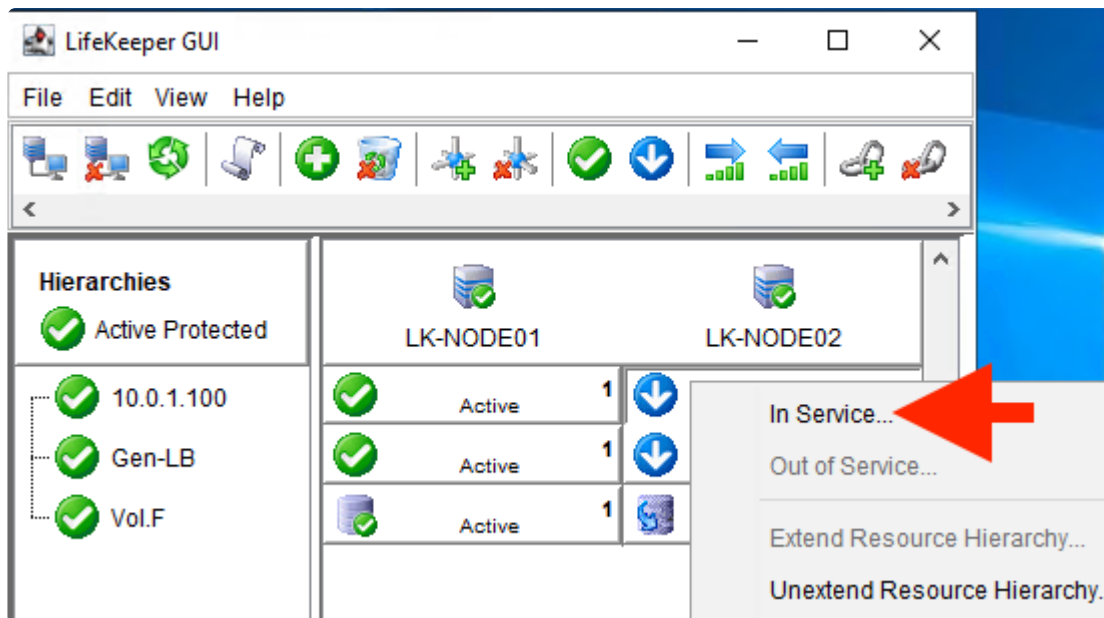 LifeKeeper GUI
File Edit View Help
Hierarchies
Active Protected
LK-NODE01
LK-NODE02
10.0.1.100
Active 1
Gen-LB
Active 1
Vol.F
Active 1
In Service...
Out of Service...
Extend Resource Hierarchy...
Unextend Resource Hierarchy.